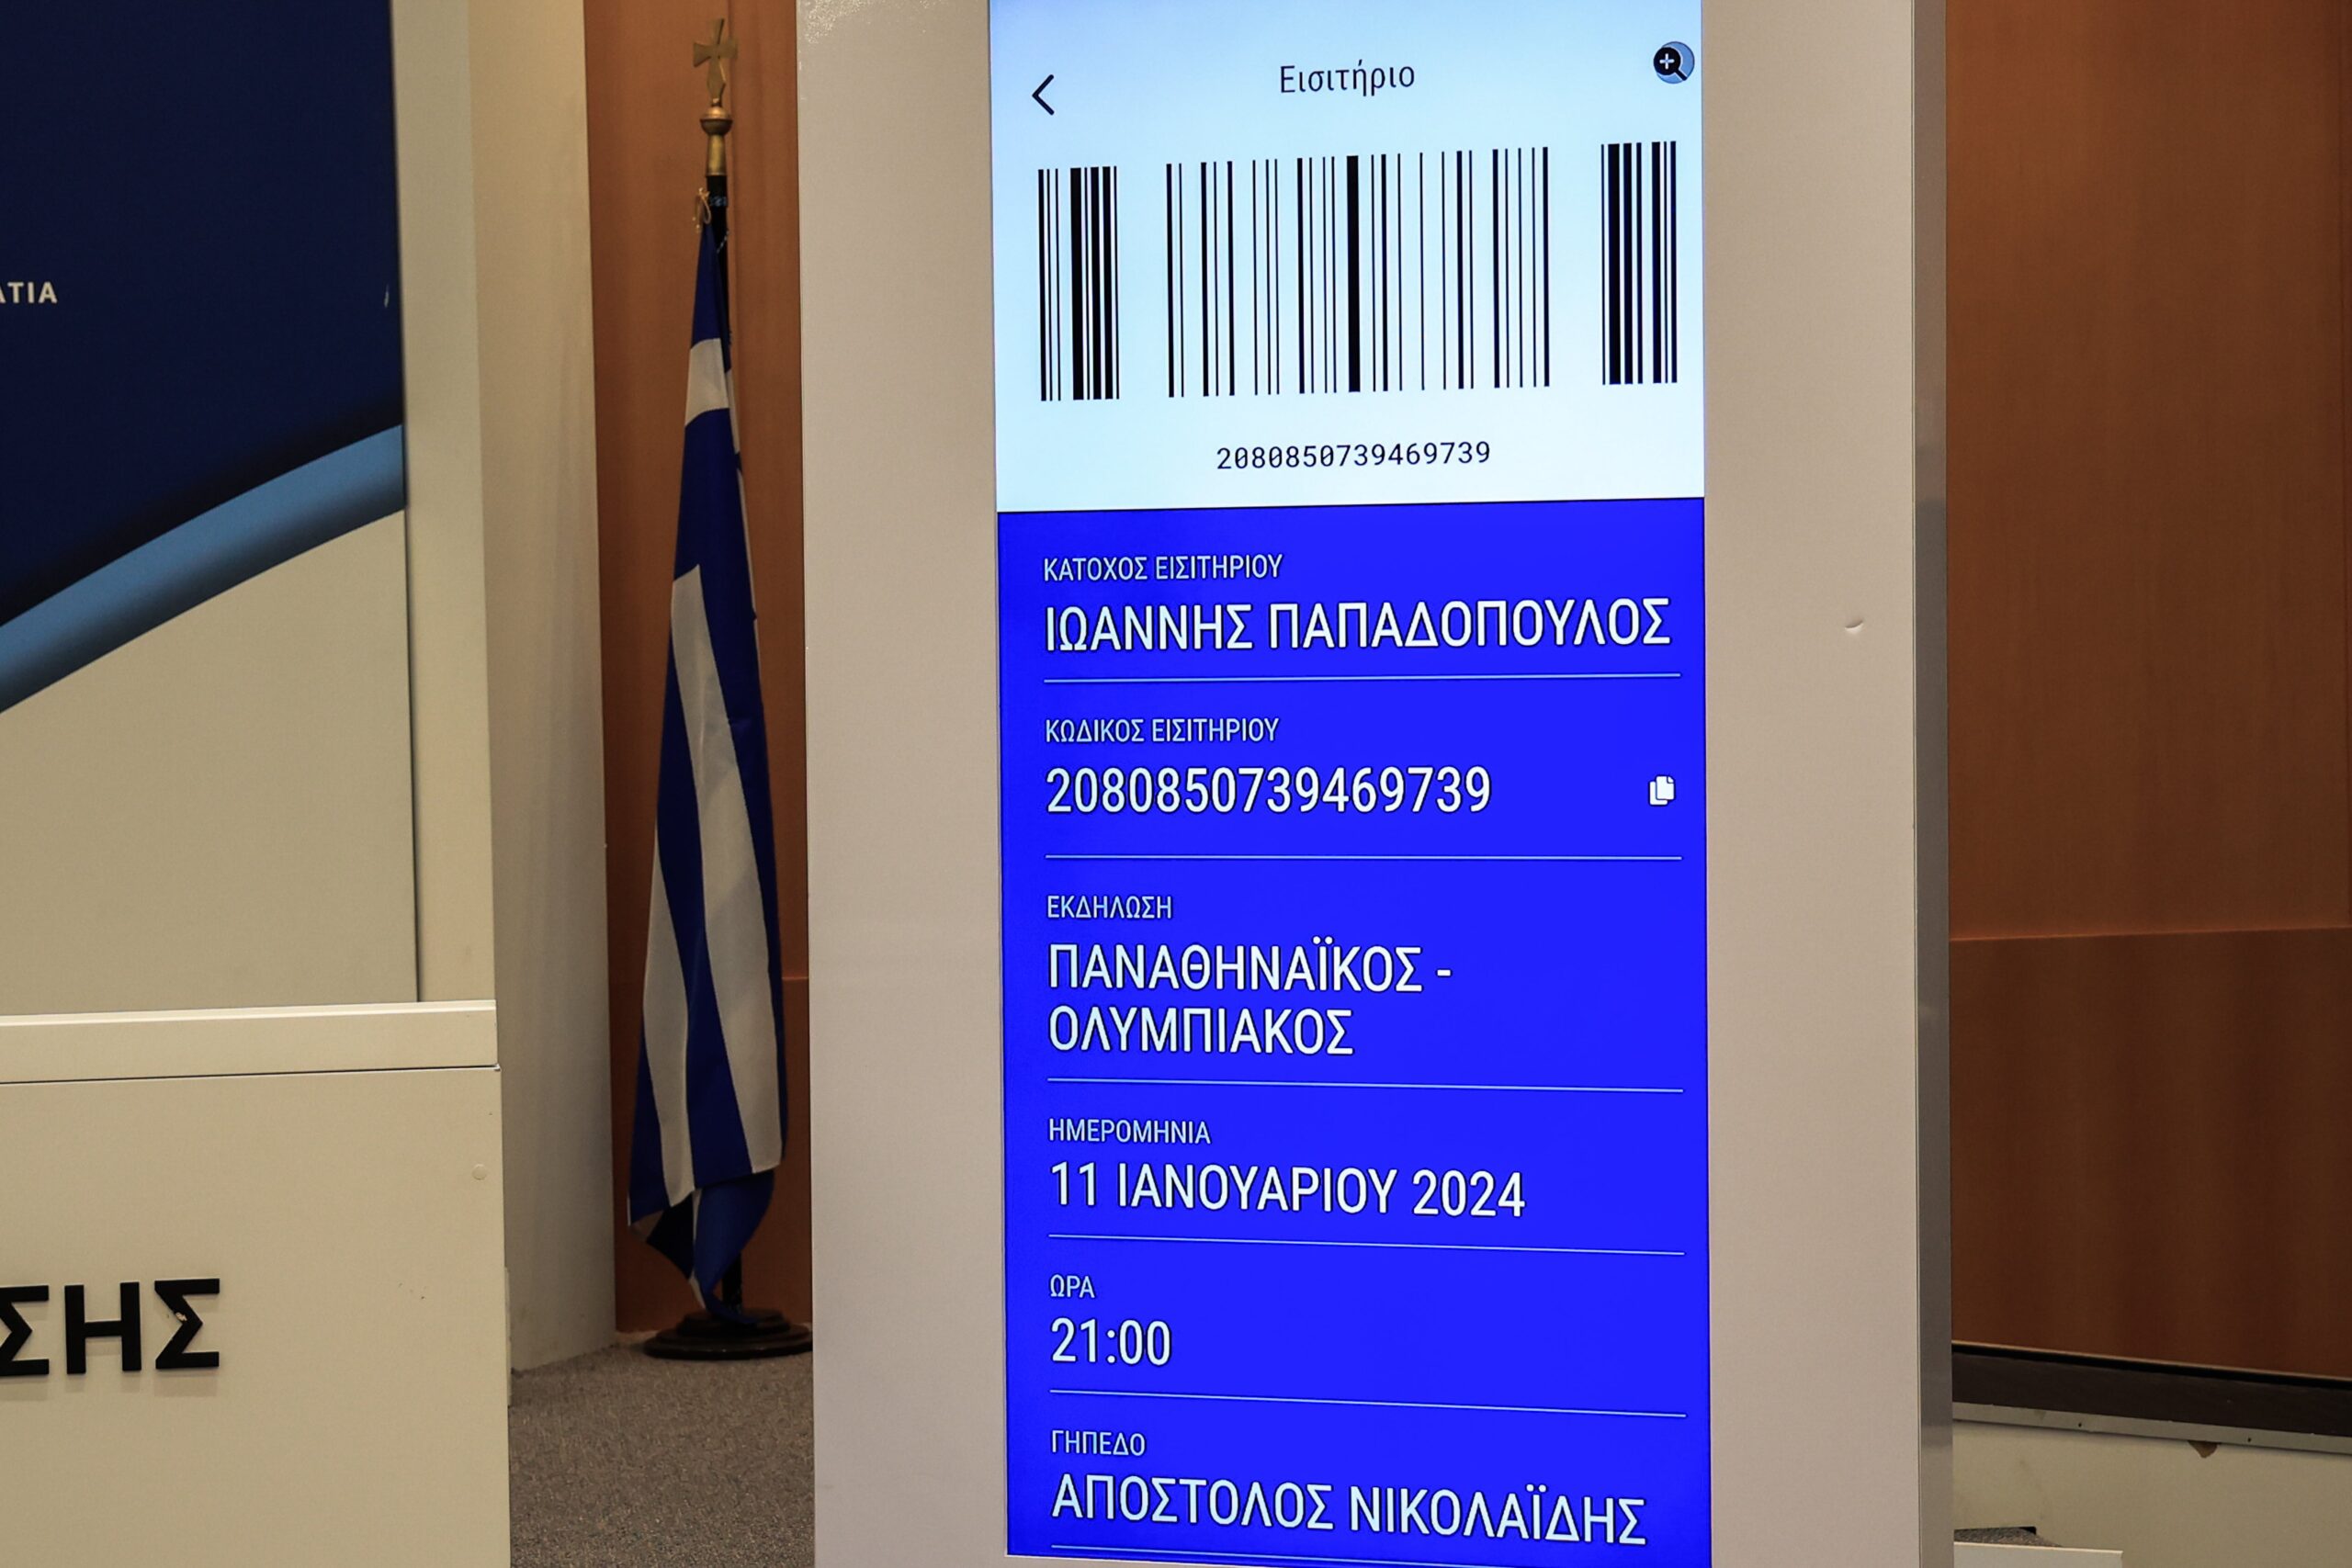 Εισιτήριο
2080850739469739
ΚΑΤΟΧΟΣ ΕΙΣΙΤΗΡΙΟΥ
ΙΩΑΝΝΗΣ ΠΑΠΑΔΟΠΟΥΛΟΣ
ΚΩΔΙΚΟΣ ΕΙΣΙΤΗΡΙΟΥ
2080850739469739
ΕΚΔΗΛΩΣΗ
ΠΑΝΑΘΗΝΑΪΚΟΣ -
ΟΛΥΜΠΙΑΚΟΣ
ΗΜΕΡΟΜΗΝΙΑ
11 ΙΑΝΟΥΑΡΙΟΥ 2024
ΩΡΑ
21:00
ΓΗΠΕΔΟ
ΑΠΟΣΤΟΛΟΣ ΝΙΚΟΛΑΪΔΗΣ